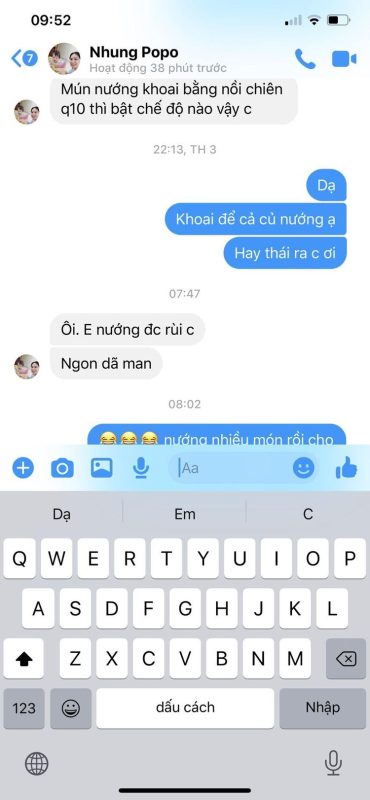 09:52
7
Nhung Popo
Hoạt động 38 phút trước
Mún nướng khoai bằng nồi chiên
q10 thì bật chế độ nào vậy c
22:13, TH 3
Dạ
Khoai để cả củ nướng ạ
Hay thái ra c ơi
07:47
Ôi. E nướng đc rùi c
Ngon dã man
08:02
😂😂😂 nướng nhiều món rồi cho
Aa
Dạ Em C
Q W E R T Y U I O P
A S D F G H J K L
Z X C V B N M
123 dấu cách Nhập